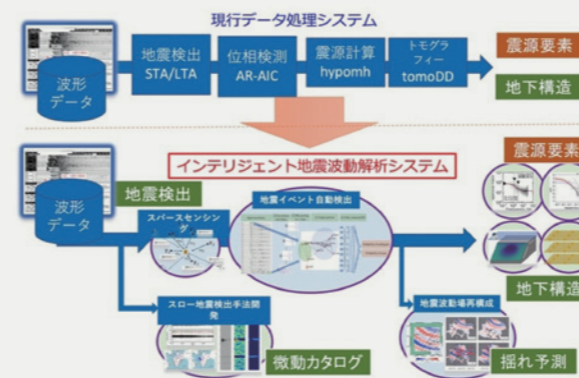 現行データ処理システム
波形
データ
地震検出
STA/LTA
位相検測
AR-AIC
震源計算
hypomh
トモグラ
フィー
tomoDD
震源要素
地下構造
インテリジェント地震波動解析システム
波形
データ
地震検出
スパースセンシン
グ
地震イベント自動検出
震源要素
地下構造
スロー地震検出手法開
発
微動カタログ
地震波動場再構成
揺れ予測